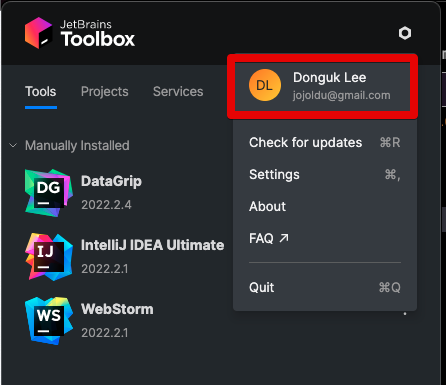 JetBrains
Toolbox
DL
Donguk Lee
jojoldu@gmail.com
Tools
Projects
Services
Check for updates ⌘R
Settings ⌘,
About
FAQ ↗
Quit ⌘Q
Manually Installed
DG
DataGrip
2022.2.4
IJ
IntelliJ IDEA Ultimate
2022.2.1
WS
WebStorm
2022.2.1